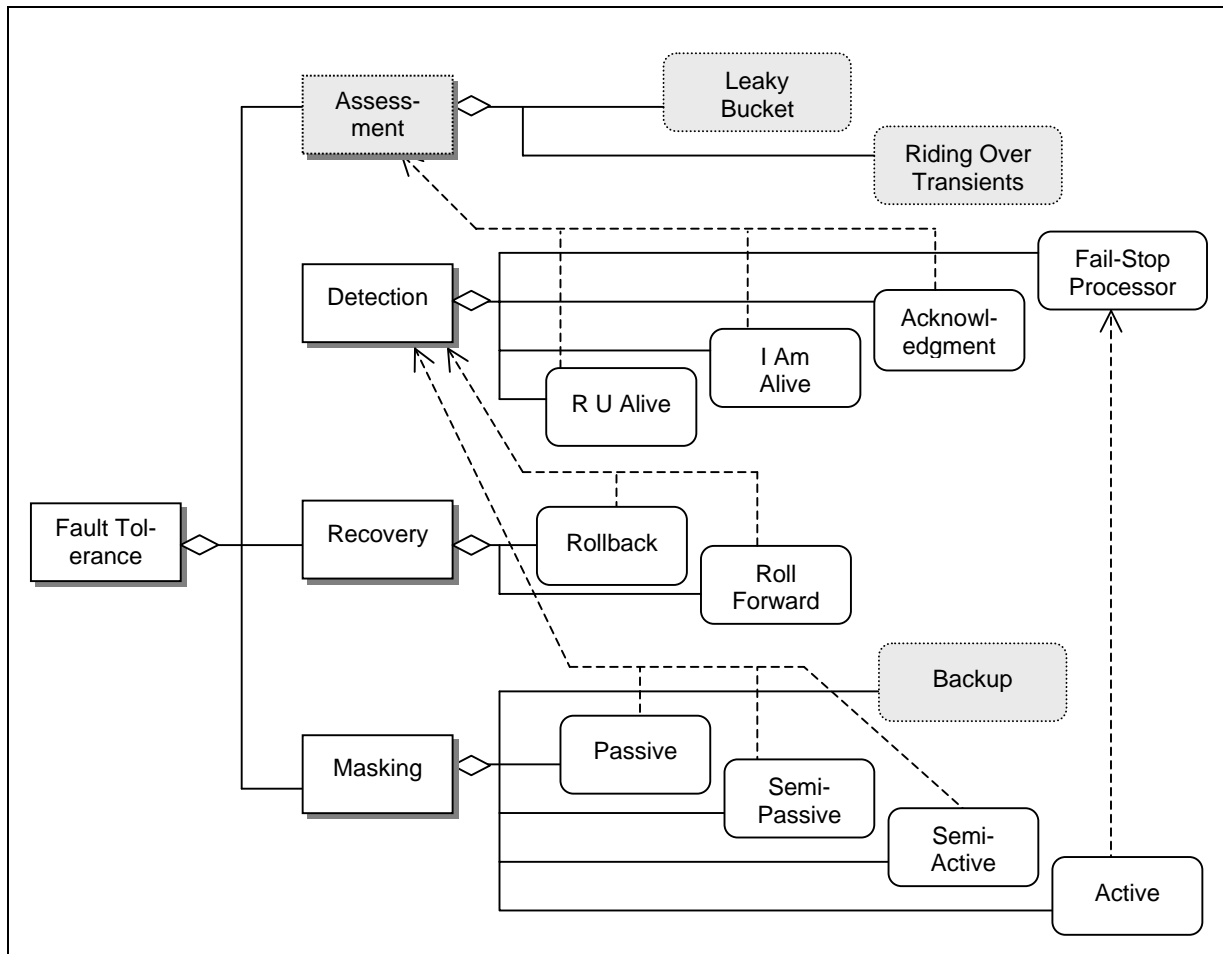 Assess-
ment
Leaky
Bucket
Riding Over
Transients
Detection
Fail-Stop
Processor
Acknowl-
edgment
I Am
Alive
R U Alive
Fault Tol-
erance
Recovery
Rollback
Roll
Forward
Masking
Backup
Passive
Semi-
Passive
Semi-
Active
Active